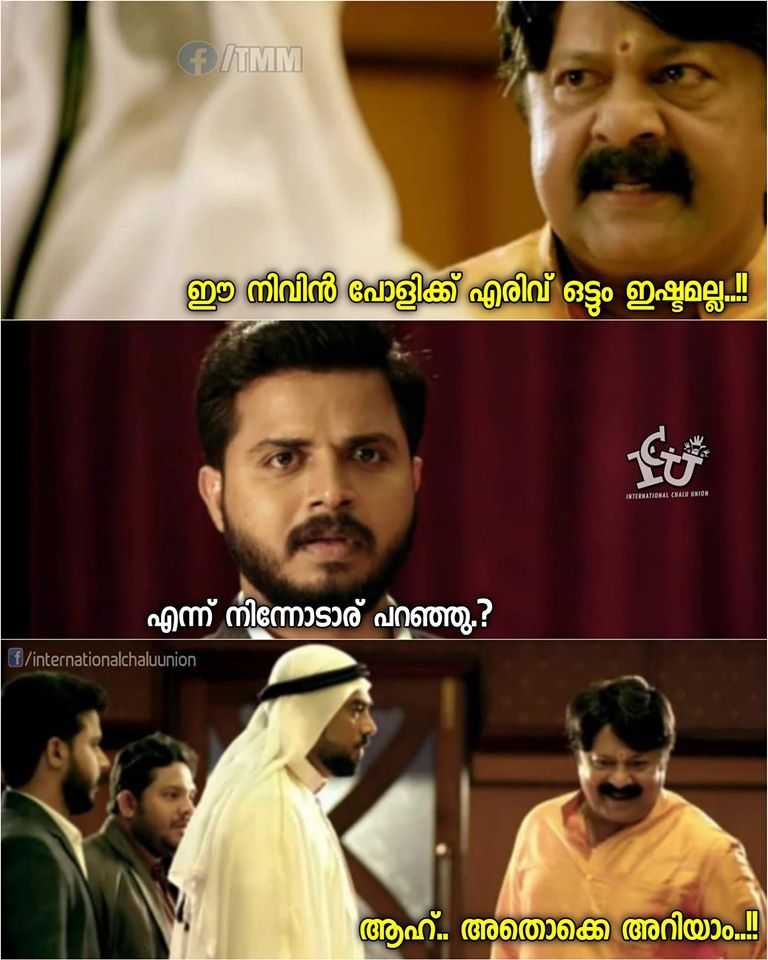 f/TMM
ഈ നിവിൻ പോളിക്ക് എരിവ് ഒട്ടും ഇഷ്ടമല്ല..!!
ICU
INTERNATIONAL CHALU UNION
എന്ന് നിന്നോടാര് പറഞ്ഞു.?
f/internationalchaluunion
ആഹ്.. അതൊക്കെ അറിയാം..!!